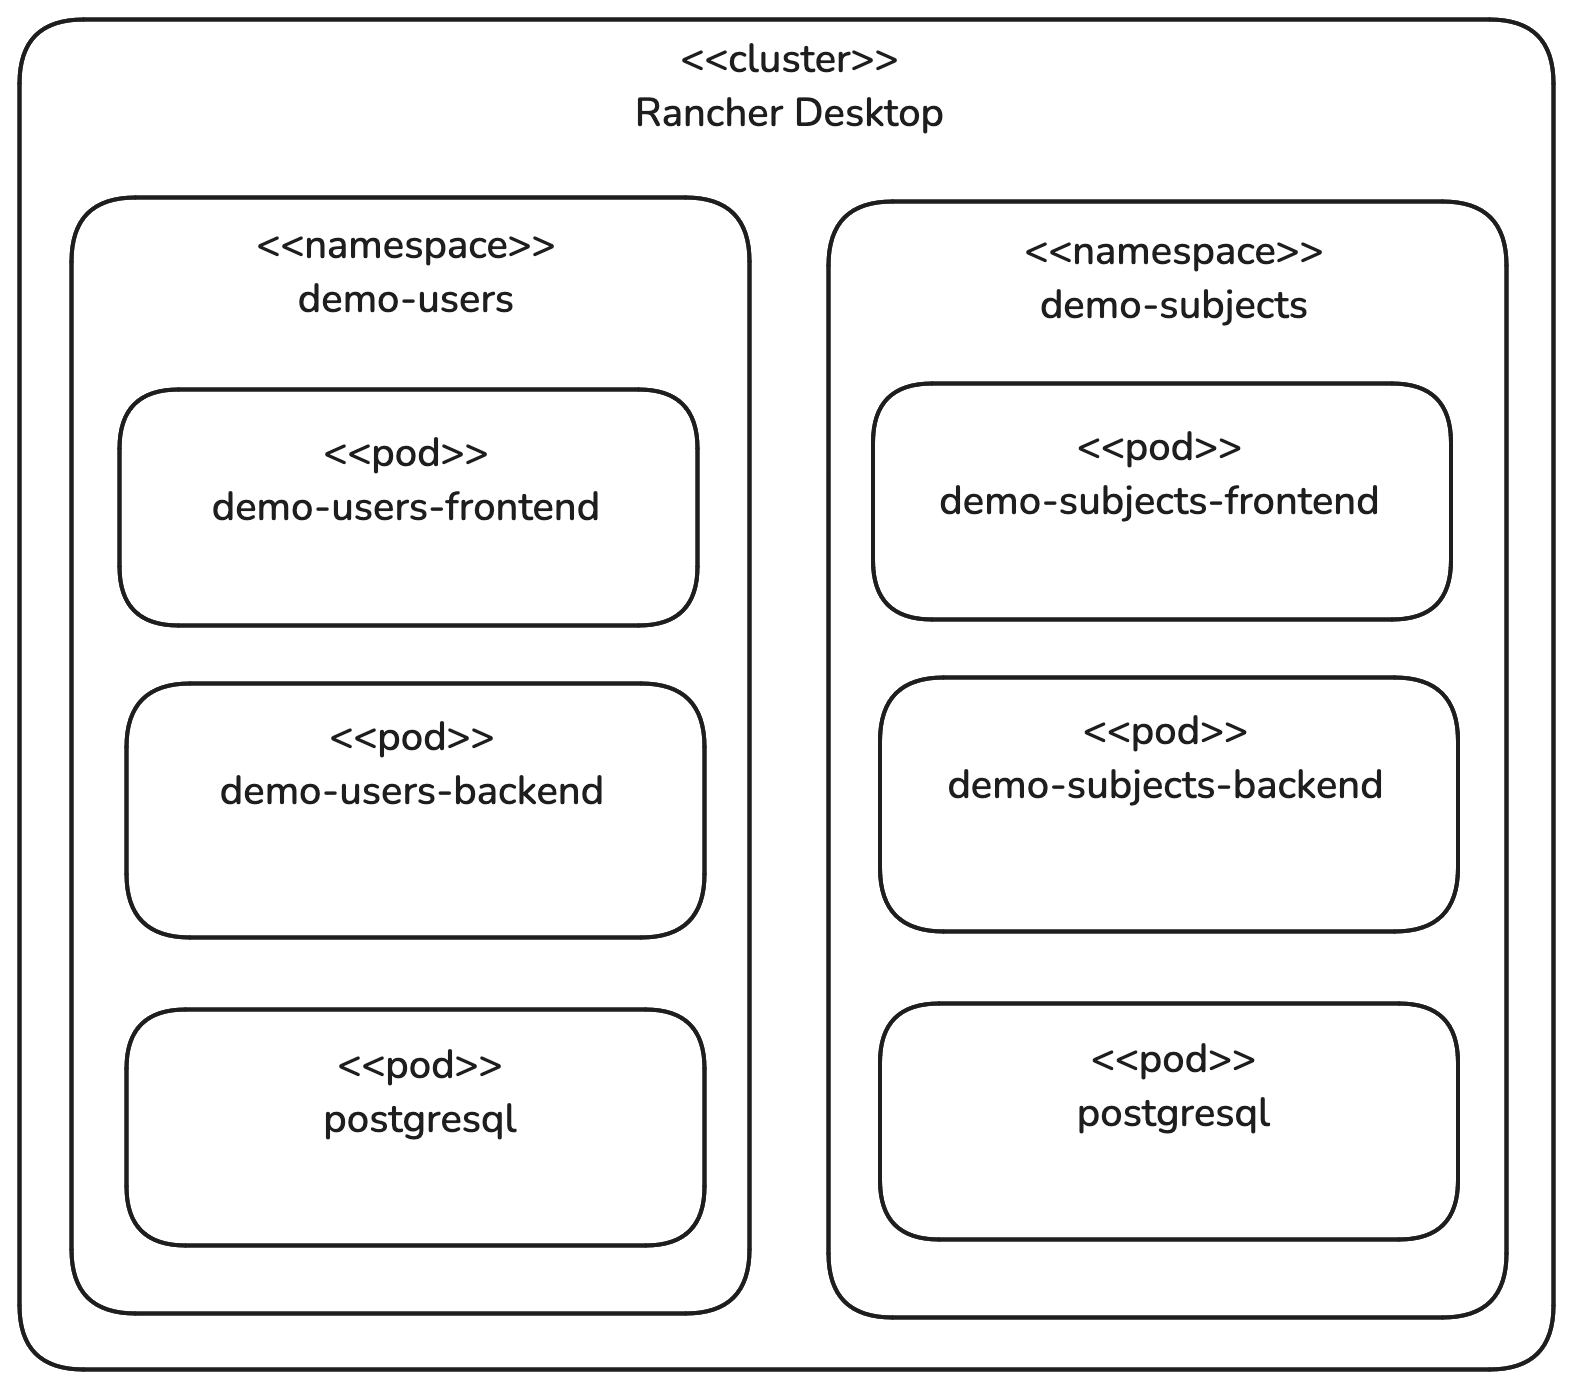 <<cluster>>
Rancher Desktop
<<namespace>>
demo-users
<<pod>>
demo-users-frontend
<<pod>>
demo-users-backend
<<pod>>
postgresql
<<namespace>>
demo-subjects
<<pod>>
demo-subjects-frontend
<<pod>>
demo-subjects-backend
<<pod>>
postgresql